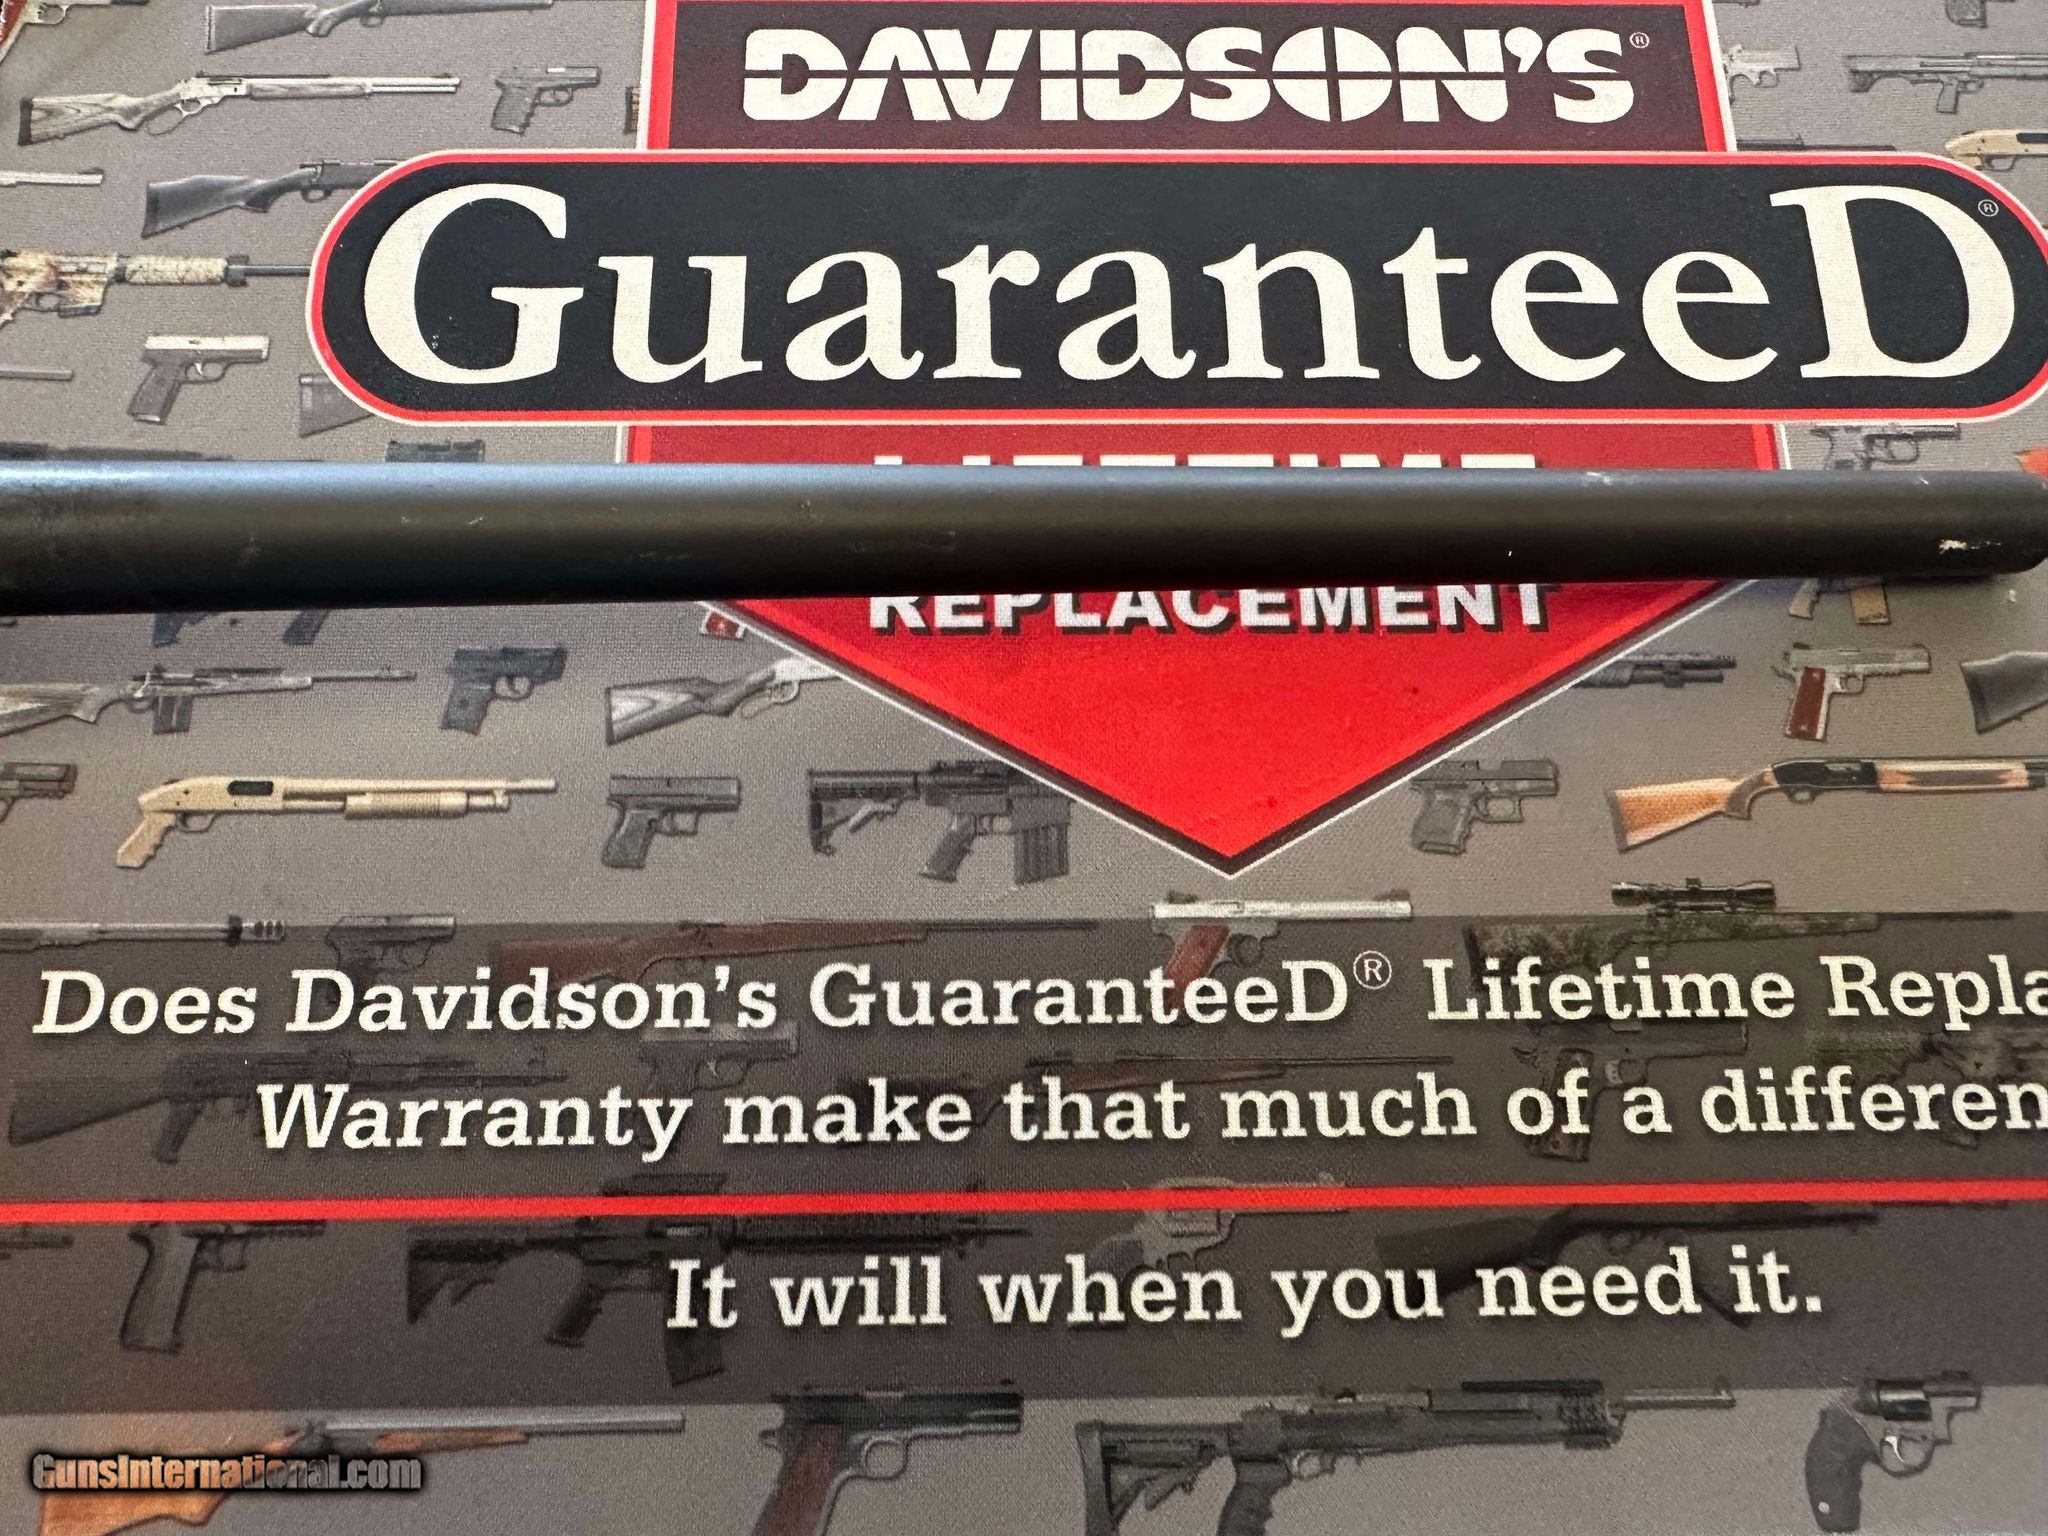 DAVIDSON'S®
GuaranteeD®
REPLACEMENT
Does Davidson's GuaranteeD® Lifetime Repla
Warranty make that much of a differen
It will when you need it.
GunsInternational.com